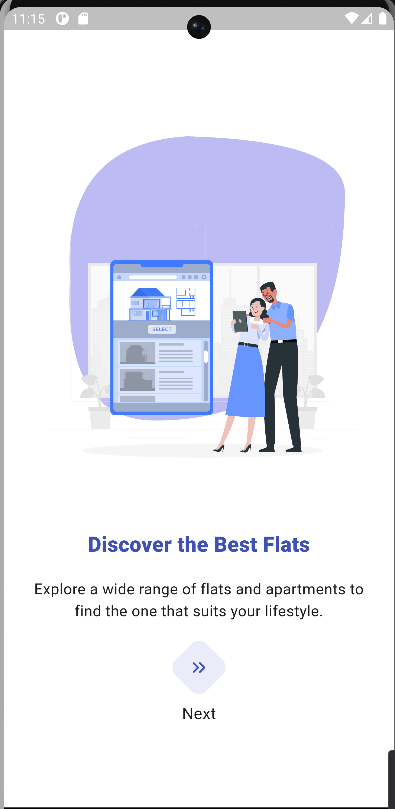 11:15
SELECT
Discover the Best Flats
Explore a wide range of flats and apartments to
find the one that suits your lifestyle.
Next